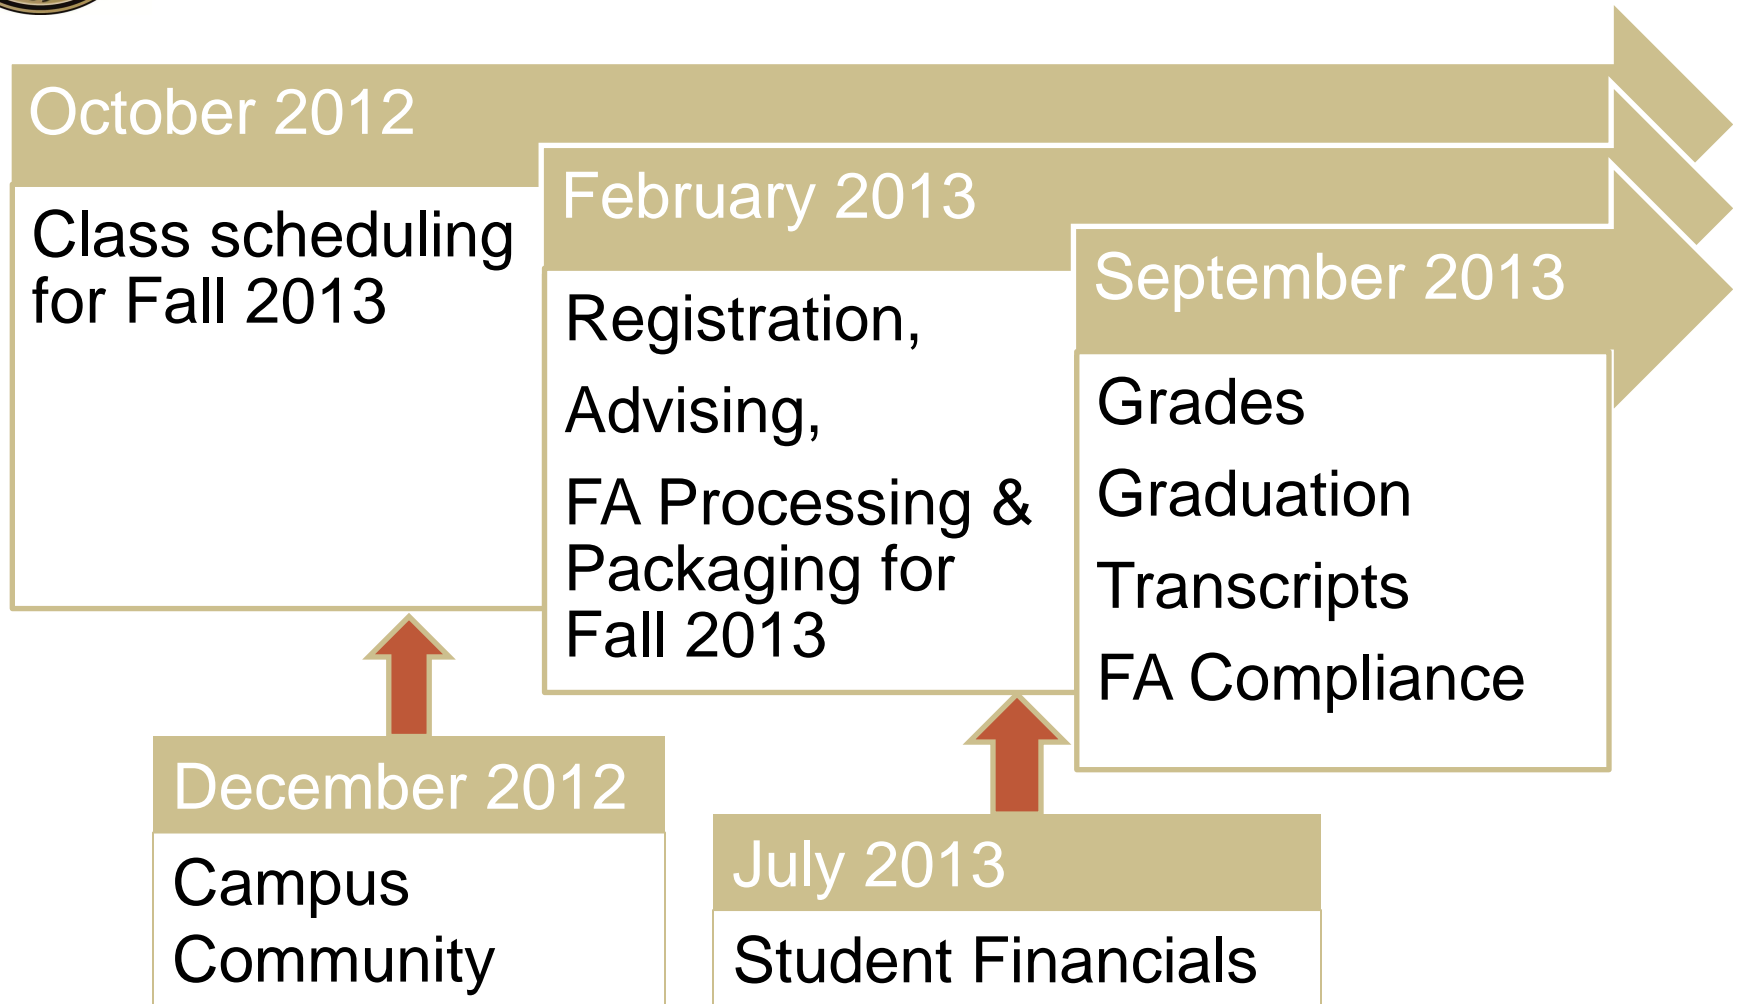 October 2012
Class scheduling
for Fall 2013
February 2013
Registration,
Advising,
FA Processing &
Packaging for
Fall 2013
September 2013
Grades
Graduation
Transcripts
FA Compliance
December 2012
Campus
Community
July 2013
Student Financials